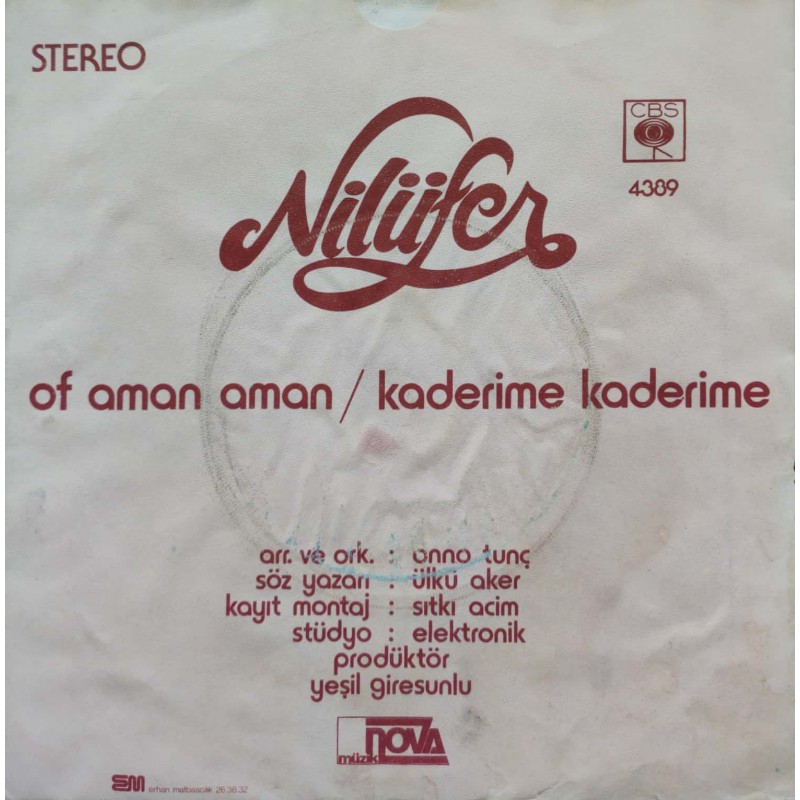 STEREO
CBS
4389
Nilüfer
of aman aman / kaderime kaderime
arr. ve ork. : onno tunç
söz yazarı : ülkü aker
kayıt montaj : sıtkı acim
stüdyo : elektronik
prodüktör
yeşil giresunlu
müzik NOVA
SM erhan matbaacılık 26.38.32